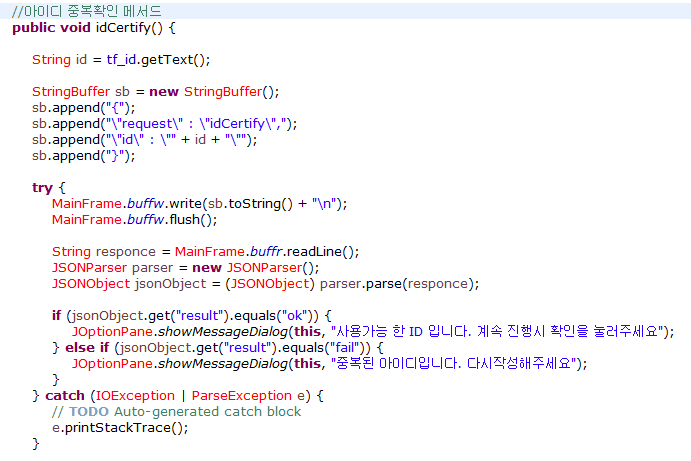 //아이디 중복확인 메서드
public void idCertify() {
String id = tf_id.getText();
StringBuffer sb = new StringBuffer();
sb.append("{");
sb.append("\"request\" : \"idCertify\",");
sb.append("\"id\" : \"" + id + "\"");
sb.append("}");
try {
MainFrame.buffw.write(sb.toString() + "\n");
MainFrame.buffw.flush();
String responce = MainFrame.buffr.readLine();
JSONParser parser = new JSONParser();
JSONObject jsonObject = (JSONObject) parser.parse(responce);
if (jsonObject.get("result").equals("ok")) {
JOptionPane.showMessageDialog(this, "사용가능 한 ID 입니다. 계속 진행시 확인을 눌러주세요");
} else if (jsonObject.get("result").equals("fail")) {
JOptionPane.showMessageDialog(this, "중복된 아이디입니다. 다시작성해주세요");
}
} catch (IOException | ParseException e) {
// TODO Auto-generated catch block
e.printStackTrace();
}